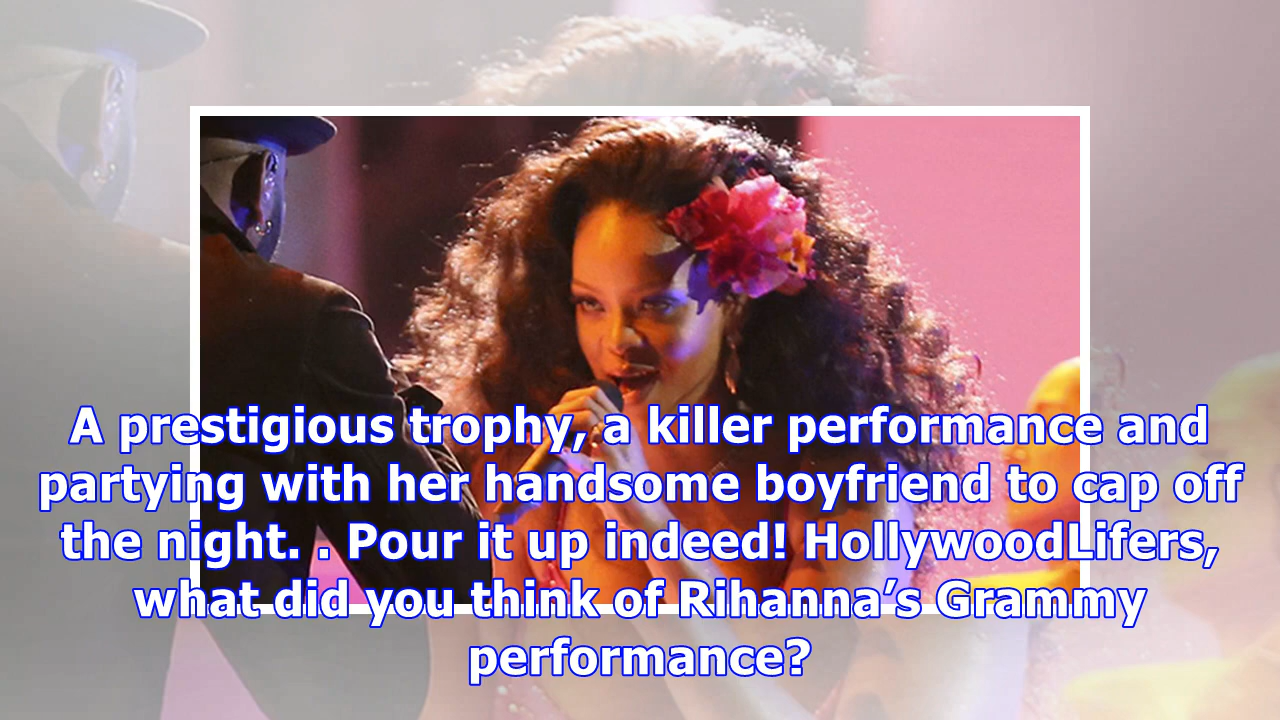 A prestigious trophy, a killer performance and
partying with her handsome boyfriend to cap off
the night. . Pour it up indeed! HollywoodLifers,
what did you think of Rihanna’s Grammy
performance?